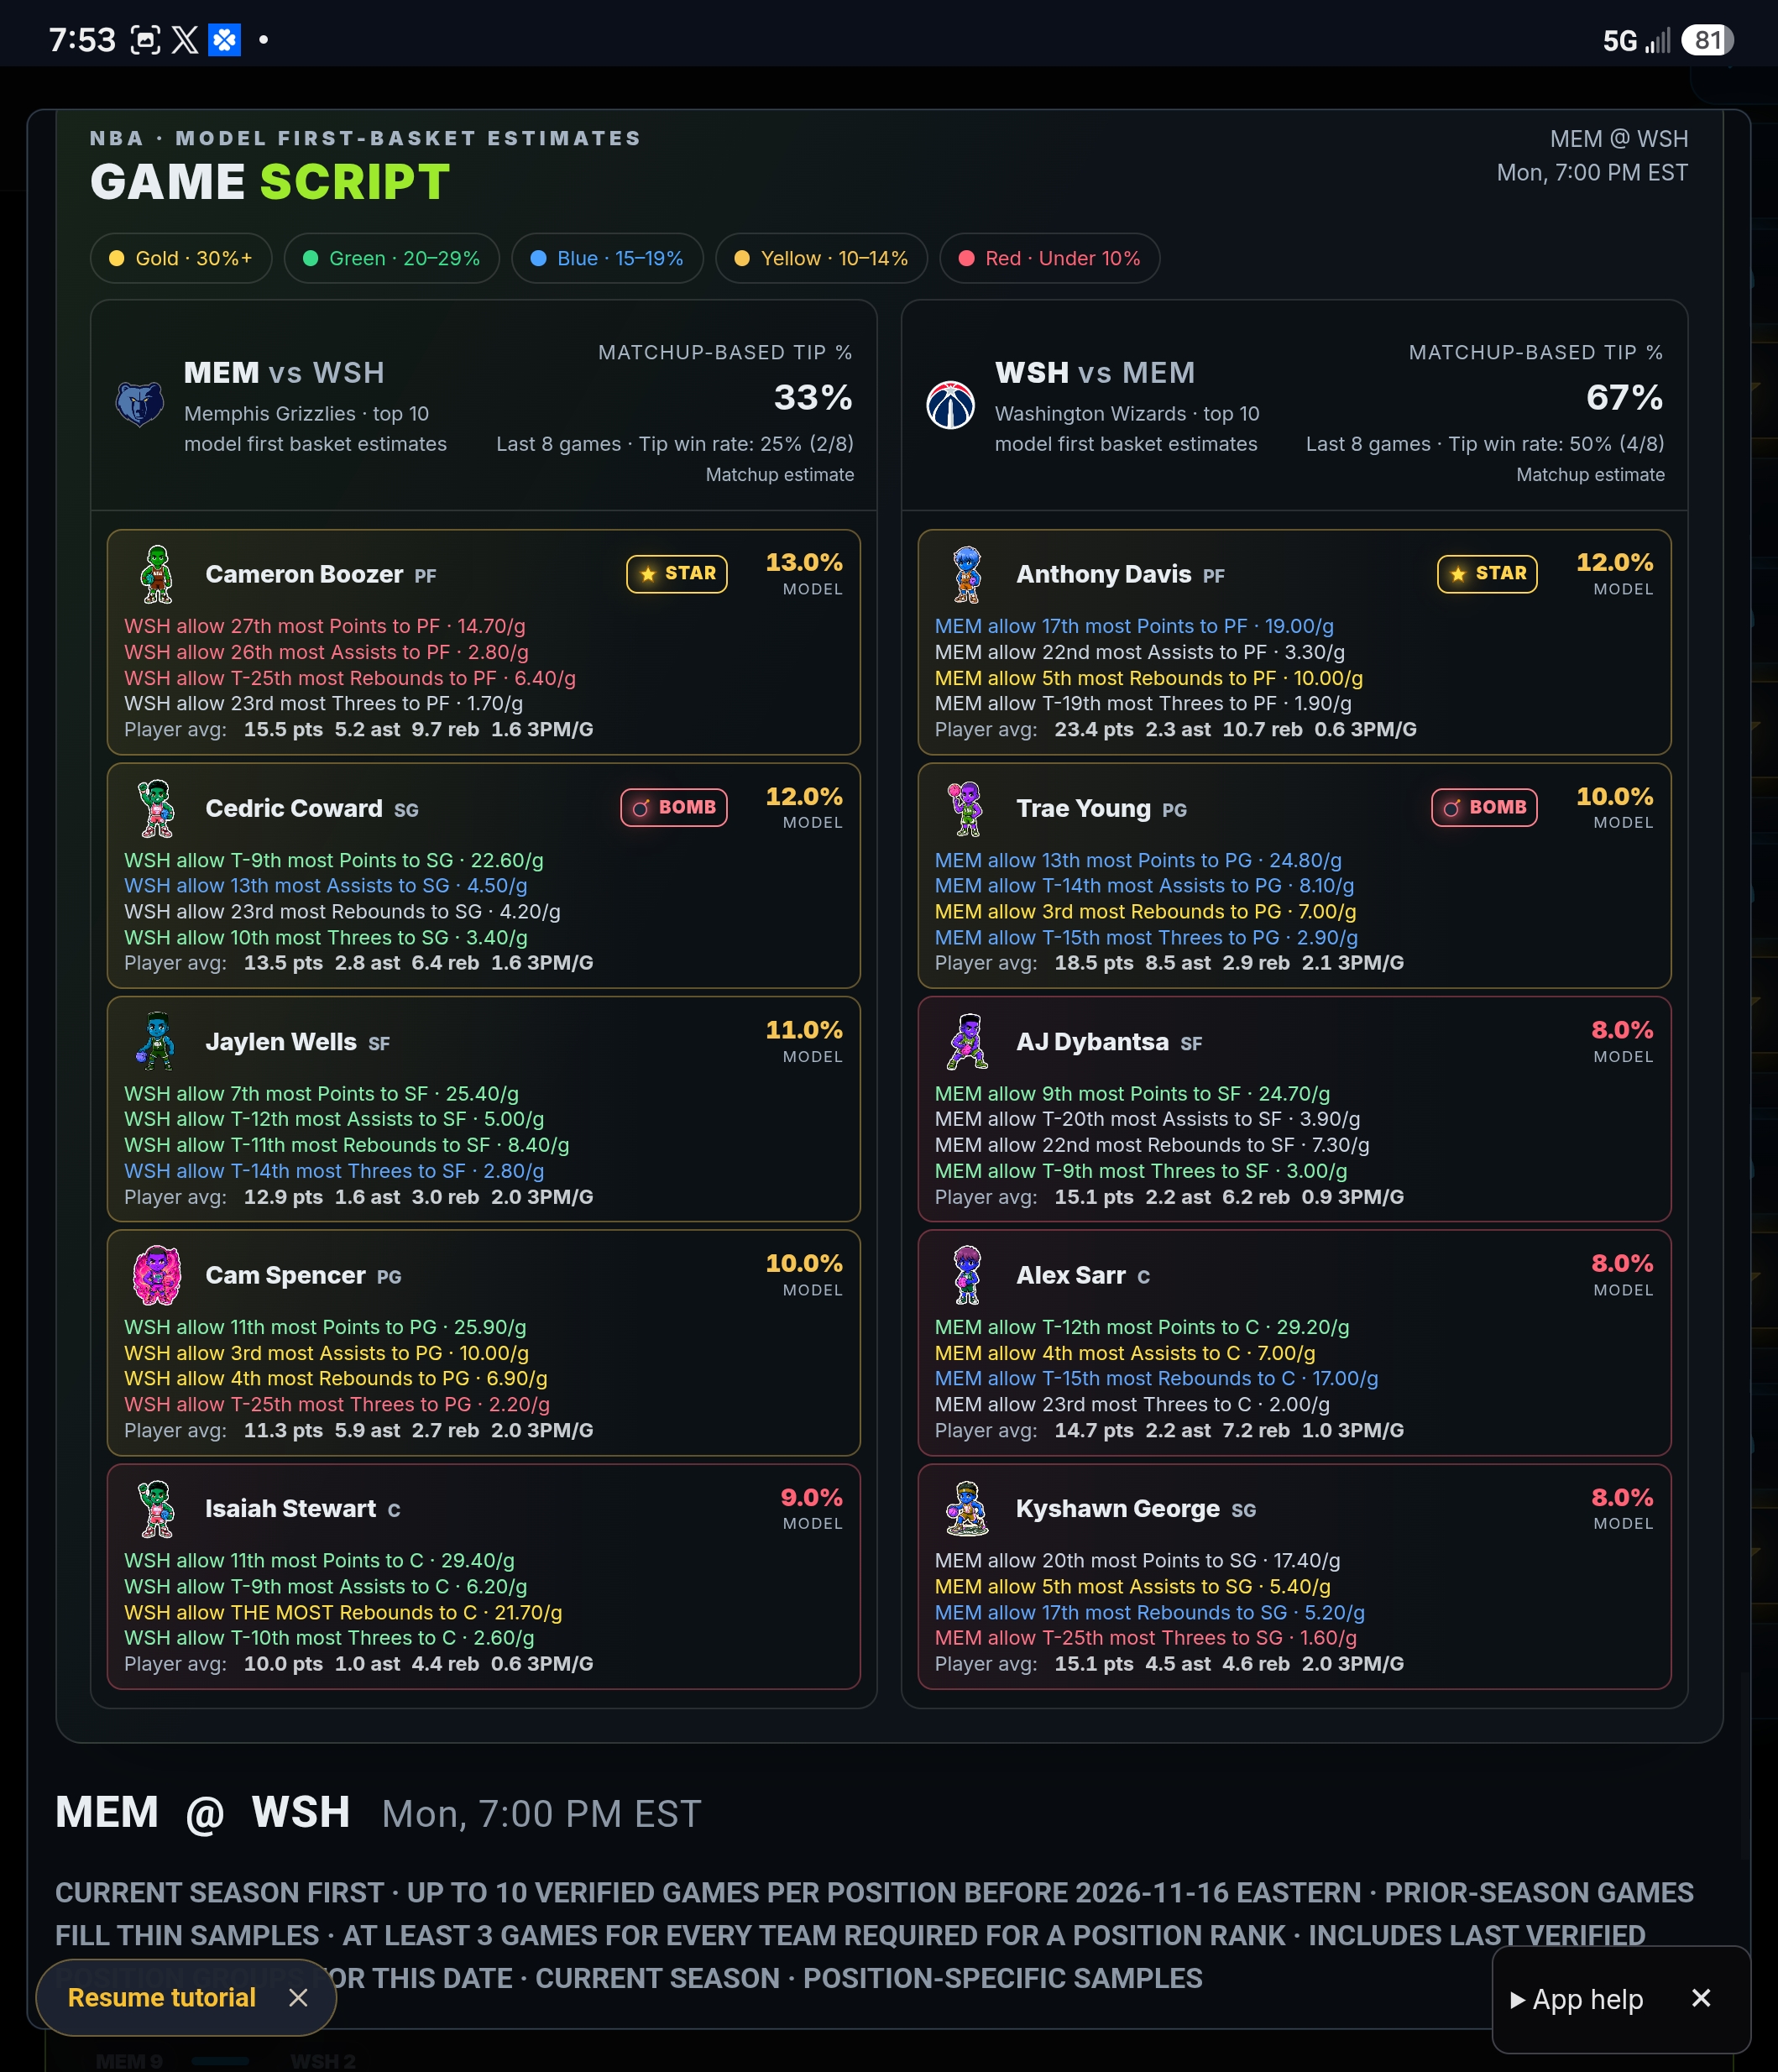 7:53
5G 81
NBA · MODEL FIRST-BASKET ESTIMATES
GAME SCRIPT
MEM @ WSH
Mon, 7:00 PM EST
Gold · 30%+
Green · 20–29%
Blue · 15–19%
Yellow · 10–14%
Red · Under 10%
MEM vs WSH
Memphis Grizzlies · top 10
model first basket estimates
MATCHUP-BASED TIP %
33%
Last 8 games · Tip win rate: 25% (2/8)
Matchup estimate
Cameron Boozer PF
STAR
13.0%
MODEL
WSH allow 27th most Points to PF · 14.70/g
WSH allow 26th most Assists to PF · 2.80/g
WSH allow T-25th most Rebounds to PF · 6.40/g
WSH allow 23rd most Threes to PF · 1.70/g
Player avg: 15.5 pts 5.2 ast 9.7 reb 1.6 3PM/G
Cedric Coward SG
BOMB
12.0%
MODEL
WSH allow T-9th most Points to SG · 22.60/g
WSH allow 13th most Assists to SG · 4.50/g
WSH allow 23rd most Rebounds to SG · 4.20/g
WSH allow 10th most Threes to SG · 3.40/g
Player avg: 13.5 pts 2.8 ast 6.4 reb 1.6 3PM/G
Jaylen Wells SF
11.0%
MODEL
WSH allow 7th most Points to SF · 25.40/g
WSH allow T-12th most Assists to SF · 5.00/g
WSH allow T-11th most Rebounds to SF · 8.40/g
WSH allow T-14th most Threes to SF · 2.80/g
Player avg: 12.9 pts 1.6 ast 3.0 reb 2.0 3PM/G
Cam Spencer PG
10.0%
MODEL
WSH allow 11th most Points to PG · 25.90/g
WSH allow 3rd most Assists to PG · 10.00/g
WSH allow 4th most Rebounds to PG · 6.90/g
WSH allow T-25th most Threes to PG · 2.20/g
Player avg: 11.3 pts 5.9 ast 2.7 reb 2.0 3PM/G
Isaiah Stewart C
9.0%
MODEL
WSH allow 11th most Points to C · 29.40/g
WSH allow T-9th most Assists to C · 6.20/g
WSH allow THE MOST Rebounds to C · 21.70/g
WSH allow T-10th most Threes to C · 2.60/g
Player avg: 10.0 pts 1.0 ast 4.4 reb 0.6 3PM/G
WSH vs MEM
Washington Wizards · top 10
model first basket estimates
MATCHUP-BASED TIP %
67%
Last 8 games · Tip win rate: 50% (4/8)
Matchup estimate
Anthony Davis PF
STAR
12.0%
MODEL
MEM allow 17th most Points to PF · 19.00/g
MEM allow 22nd most Assists to PF · 3.30/g
MEM allow 5th most Rebounds to PF · 10.00/g
MEM allow T-19th most Threes to PF · 1.90/g
Player avg: 23.4 pts 2.3 ast 10.7 reb 0.6 3PM/G
Trae Young PG
BOMB
10.0%
MODEL
MEM allow 13th most Points to PG · 24.80/g
MEM allow T-14th most Assists to PG · 8.10/g
MEM allow 3rd most Rebounds to PG · 7.00/g
MEM allow T-15th most Threes to PG · 2.90/g
Player avg: 18.5 pts 8.5 ast 2.9 reb 2.1 3PM/G
AJ Dybantsa SF
8.0%
MODEL
MEM allow 9th most Points to SF · 24.70/g
MEM allow T-20th most Assists to SF · 3.90/g
MEM allow 22nd most Rebounds to SF · 7.30/g
MEM allow T-9th most Threes to SF · 3.00/g
Player avg: 15.1 pts 2.2 ast 6.2 reb 0.9 3PM/G
Alex Sarr C
8.0%
MODEL
MEM allow T-12th most Points to C · 29.20/g
MEM allow 4th most Assists to C · 7.00/g
MEM allow T-15th most Rebounds to C · 17.00/g
MEM allow 23rd most Threes to C · 2.00/g
Player avg: 14.7 pts 2.2 ast 7.2 reb 1.0 3PM/G
Kyshawn George SG
8.0%
MODEL
MEM allow 20th most Points to SG · 17.40/g
MEM allow 5th most Assists to SG · 5.40/g
MEM allow 17th most Rebounds to SG · 5.20/g
MEM allow T-25th most Threes to SG · 1.60/g
Player avg: 15.1 pts 4.5 ast 4.6 reb 2.0 3PM/G
MEM @ WSH Mon, 7:00 PM EST
CURRENT SEASON FIRST · UP TO 10 VERIFIED GAMES PER POSITION BEFORE 2026-11-16 EASTERN · PRIOR-SEASON GAMES
FILL THIN SAMPLES · AT LEAST 3 GAMES FOR EVERY TEAM REQUIRED FOR A POSITION RANK · INCLUDES LAST VERIFIED
POSITION GROUPS FOR THIS DATE · CURRENT SEASON · POSITION-SPECIFIC SAMPLES
Resume tutorial ×
▶ App help ×
MEM 9 WSH 2